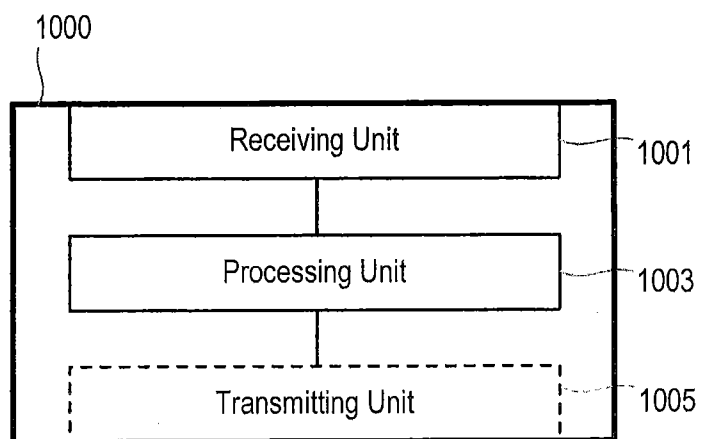 1000
Receiving Unit
1001
Processing Unit
1003
Transmitting Unit
1005